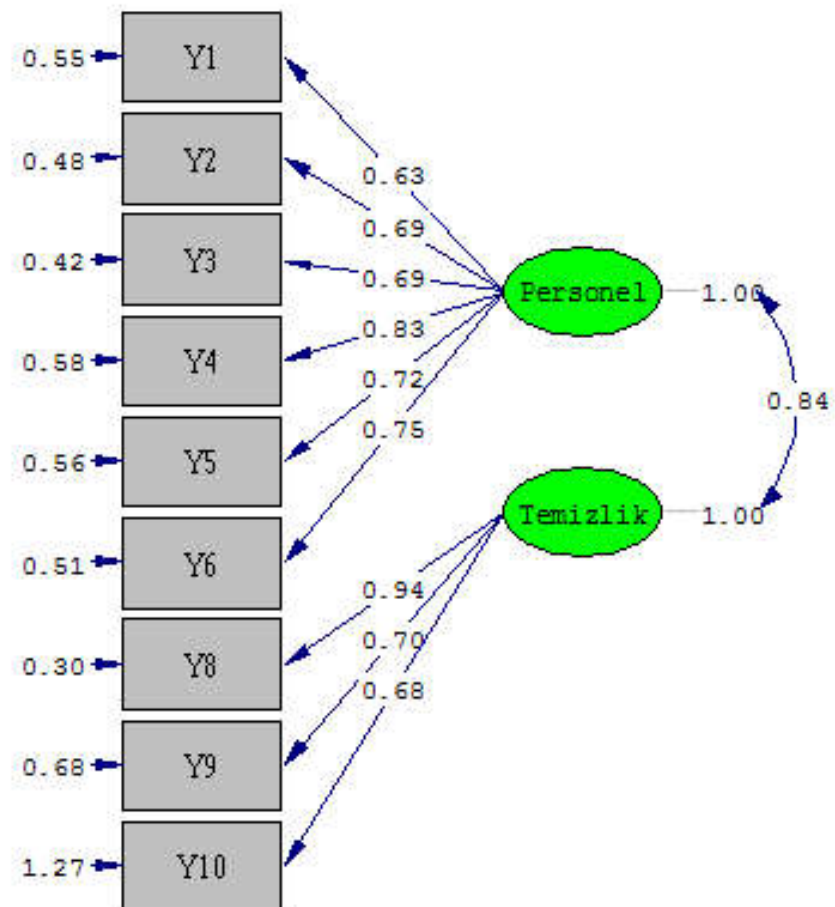 0.55 Y1
0.48 Y2
0.42 Y3
0.58 Y4
0.56 Y5
0.51 Y6
0.30 Y8
0.68 Y9
1.27 Y10
0.63
0.69
0.69
0.83
0.72
0.75
0.94
0.70
0.68
Personel 1.00
0.84
Temizlik 1.00